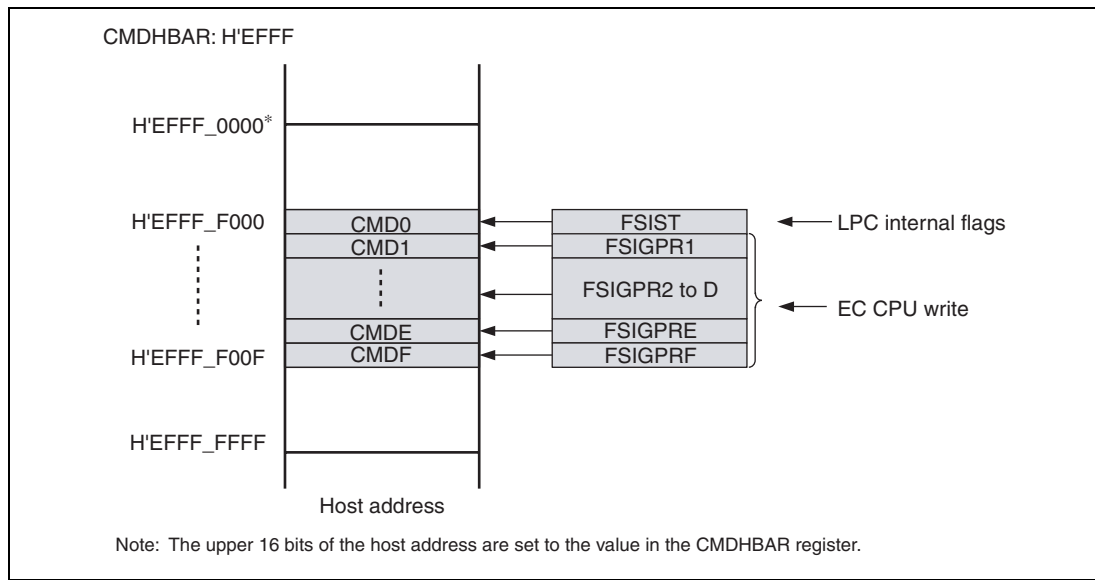 CMDHBAR: H'EFFF
H'EFFF_0000*
H'EFFF_F000
CMD0
FSIST
LPC internal flags
CMD1
FSIGPR1
FSIGPR2 to D
EC CPU write
CMDE
FSIGPRE
H'EFFF_F00F
CMDF
FSIGPRF
H'EFFF_FFFF
Host address
Note: The upper 16 bits of the host address are set to the value in the CMDHBAR register.